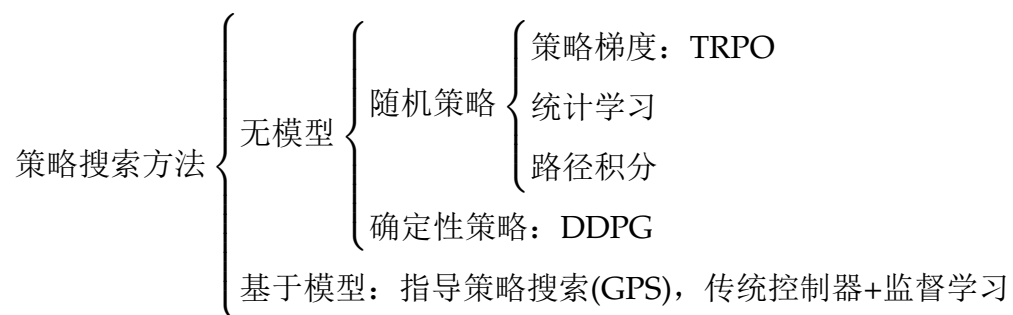 策略搜索方法
无模型
随机策略
策略梯度：TRPO
统计学习
路径积分
确定性策略：DDPG
基于模型：指导策略搜索(GPS)，传统控制器+监督学习